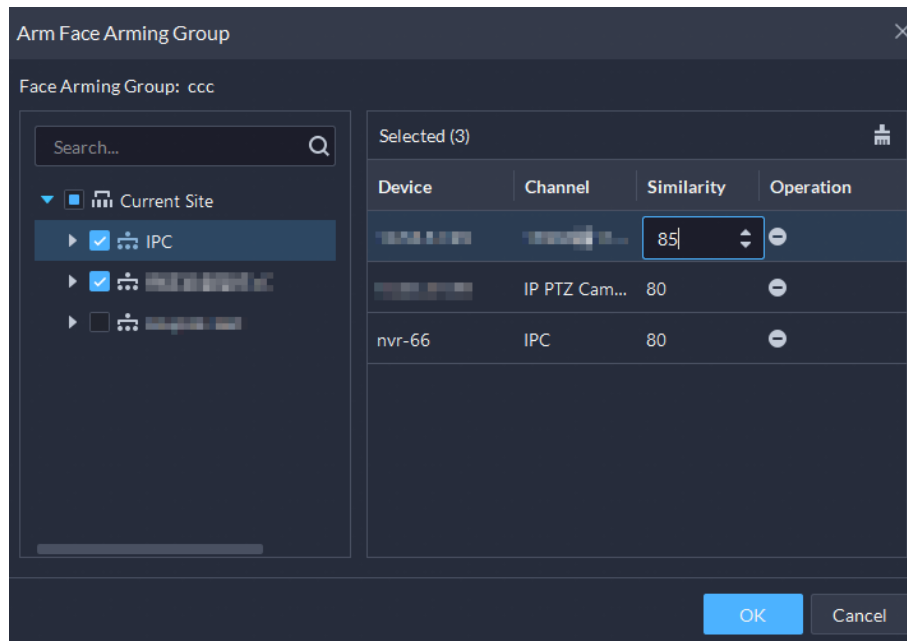 Arm Face Arming Group
Face Arming Group: ccc
Search...
Selected (3)
Device Channel Similarity Operation
Current Site
IPC
85
IP PTZ Cam... 80
nvr-66 IPC 80
OK Cancel